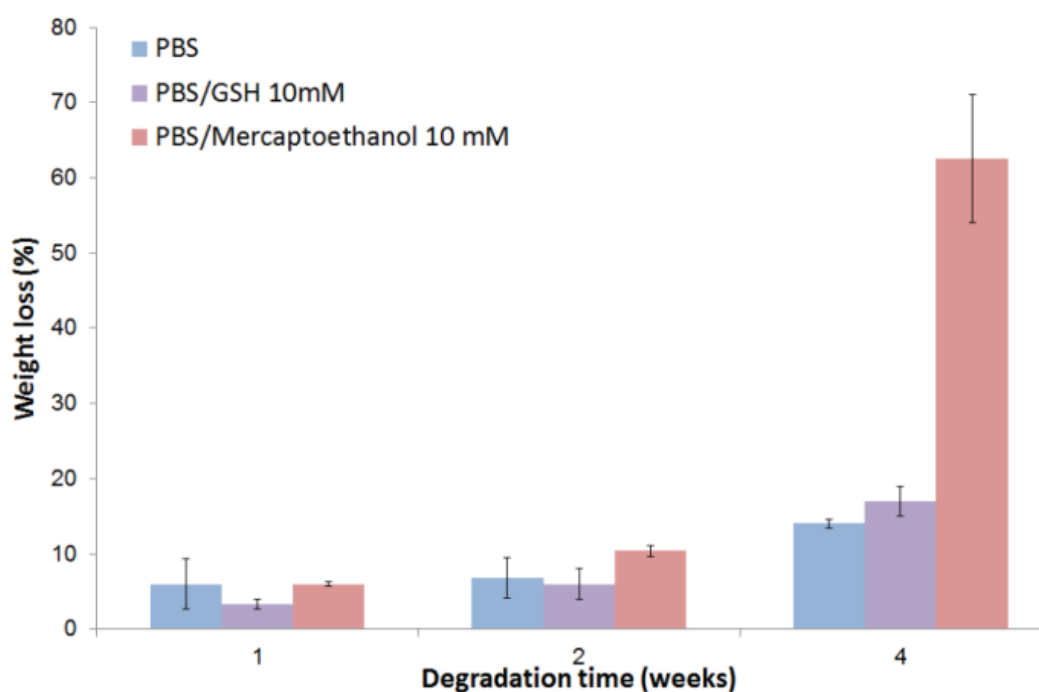 80
70
60
50
40
30
20
10
0
Weight loss (%)
PBS
PBS/GSH 10mM
PBS/Mercaptoethanol 10 mM
1
2
4
Degradation time (weeks)